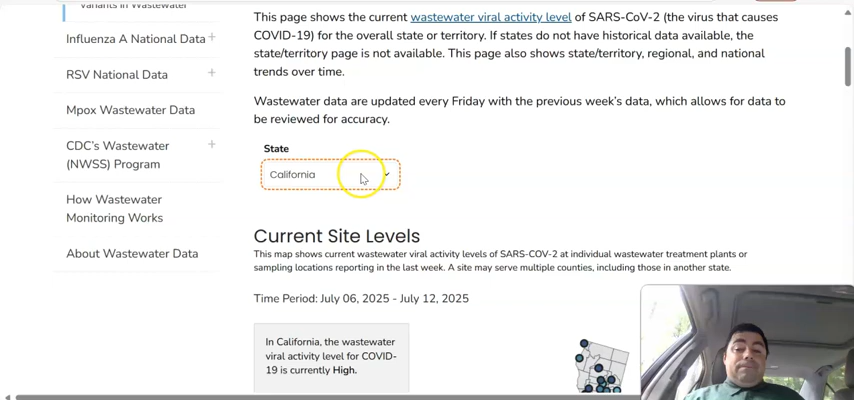 Variants in Wastewater
Influenza A National Data +
RSV National Data +
Mpox Wastewater Data
CDC's Wastewater +
(NWSS) Program
How Wastewater
Monitoring Works
About Wastewater Data
This page shows the current wastewater viral activity level of SARS-CoV-2 (the virus that causes
COVID-19) for the overall state or territory. If states do not have historical data available, the
state/territory page is not available. This page also shows state/territory, regional, and national
trends over time.
Wastewater data are updated every Friday with the previous week's data, which allows for data to
be reviewed for accuracy.
State
California
Current Site Levels
This map shows current wastewater viral activity levels of SARS-COV-2 at individual wastewater treatment plants or
sampling locations reporting in the last week. A site may serve multiple counties, including those in another state.
Time Period: July 06, 2025 - July 12, 2025
In California, the wastewater
viral activity level for COVID-
19 is currently High.